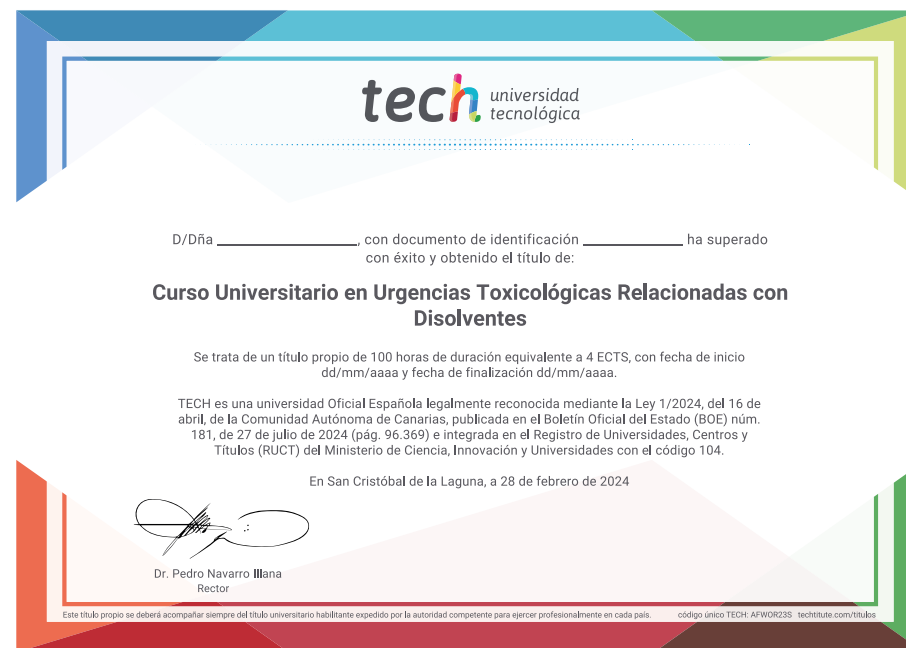 tech universidad
tecnológica
D/Dña ____________________, con documento de identificación ______________ ha superado
con éxito y obtenido el título de:
Curso Universitario en Urgencias Toxicológicas Relacionadas con
Disolventes
Se trata de un título propio de 100 horas de duración equivalente a 4 ECTS, con fecha de inicio
dd/mm/aaaa y fecha de finalización dd/mm/aaaa.
TECH es una universidad Oficial Española legalmente reconocida mediante la Ley 1/2024, del 16 de
abril, de la Comunidad Autónoma de Canarias, publicada en el Boletín Oficial del Estado (BOE) núm.
181, de 27 de julio de 2024 (pág. 96.369) e integrada en el Registro de Universidades, Centros y
Títulos (RUCT) del Ministerio de Ciencia, Innovación y Universidades con el código 104.
En San Cristóbal de la Laguna, a 28 de febrero de 2024
Dr. Pedro Navarro Illana
Rector
Este título propio se deberá acompañar siempre del título universitario habilitante expedido por la autoridad competente para ejercer profesionalmente en cada país. código único TECH: AFWOR23S techtitute.com/titulos